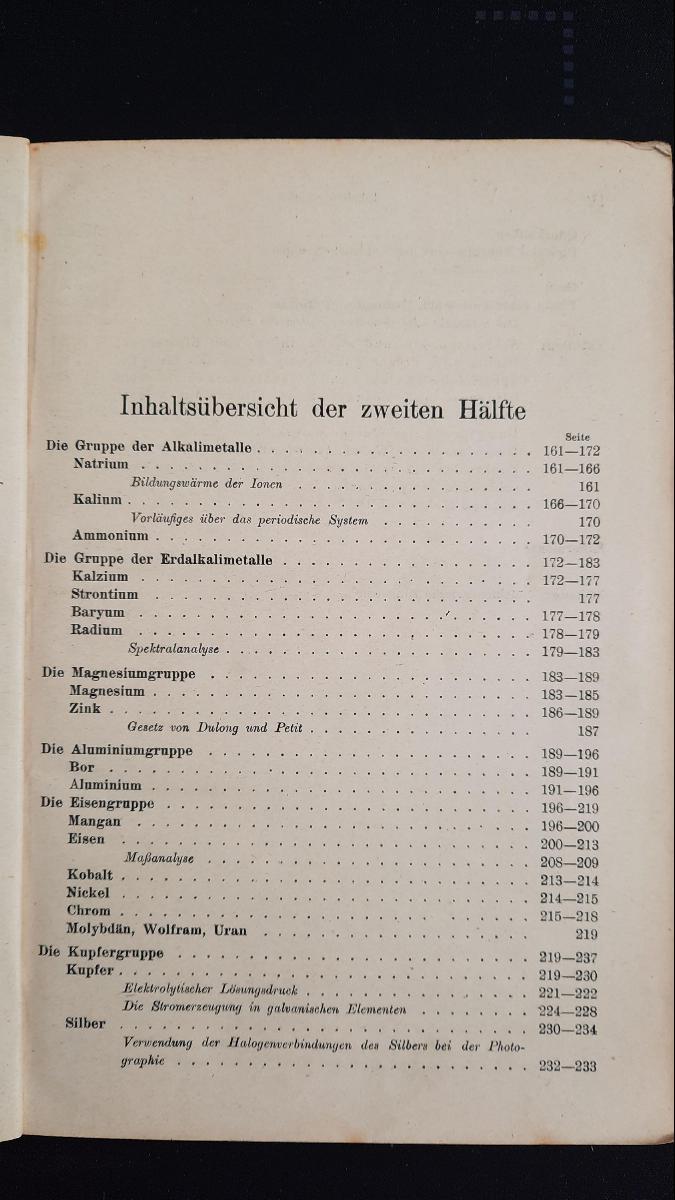 Inhaltsübersicht der zweiten Hälfte
Seite
Die Gruppe der Alkalimetalle . . . . . . . . . . . . . . . . . . . . 161—172
Natrium . . . . . . . . . . . . . . . . . . . . . . . . . . . . 161—166
Bildungswärme der Ionen . . . . . . . . . . . . . . . . . . 161
Kalium . . . . . . . . . . . . . . . . . . . . . . . . . . . . . 166—170
Vorläufiges über das periodische System . . . . . . . . . . . . 170
Ammonium . . . . . . . . . . . . . . . . . . . . . . . . . . . 170—172
Die Gruppe der Erdalkalimetalle . . . . . . . . . . . . . . . . . . 172—183
Kalzium . . . . . . . . . . . . . . . . . . . . . . . . . . . . 172—177
Strontium . . . . . . . . . . . . . . . . . . . . . . . . . . . 177
Baryum . . . . . . . . . . . . . . . . . . . . . . . . . . . . 177—178
Radium . . . . . . . . . . . . . . . . . . . . . . . . . . . . 178—179
Spektralanalyse . . . . . . . . . . . . . . . . . . . . . . 179—183
Die Magnesiumgruppe . . . . . . . . . . . . . . . . . . . . . . . 183—189
Magnesium . . . . . . . . . . . . . . . . . . . . . . . . . . . 183—185
Zink . . . . . . . . . . . . . . . . . . . . . . . . . . . . . . 186—189
Gesetz von Dulong und Petit . . . . . . . . . . . . . . . . 187
Die Aluminiumgruppe . . . . . . . . . . . . . . . . . . . . . . . 189—196
Bor . . . . . . . . . . . . . . . . . . . . . . . . . . . . . . 189—191
Aluminium . . . . . . . . . . . . . . . . . . . . . . . . . . . 191—196
Die Eisengruppe . . . . . . . . . . . . . . . . . . . . . . . . . . 196—219
Mangan . . . . . . . . . . . . . . . . . . . . . . . . . . . . 196—200
Eisen . . . . . . . . . . . . . . . . . . . . . . . . . . . . . 200—213
Maßanalyse . . . . . . . . . . . . . . . . . . . . . . . . 208—209
Kobalt . . . . . . . . . . . . . . . . . . . . . . . . . . . . . 213—214
Nickel . . . . . . . . . . . . . . . . . . . . . . . . . . . . . 214—215
Chrom . . . . . . . . . . . . . . . . . . . . . . . . . . . . . 215—218
Molybdän, Wolfram, Uran . . . . . . . . . . . . . . . . . . . 219
Die Kupfergruppe . . . . . . . . . . . . . . . . . . . . . . . . . 219—237
Kupfer . . . . . . . . . . . . . . . . . . . . . . . . . . . . . 219—230
Elektrolytischer Lösungsdruck . . . . . . . . . . . . . . . . 221—222
Die Stromerzeugung in galvanischen Elementen . . . . . . . . 224—228
Silber . . . . . . . . . . . . . . . . . . . . . . . . . . . . . 230—234
Verwendung der Halogenverbindungen des Silbers bei der Photo-
graphie . . . . . . . . . . . . . . . . . . . . . . . . . . 232—233